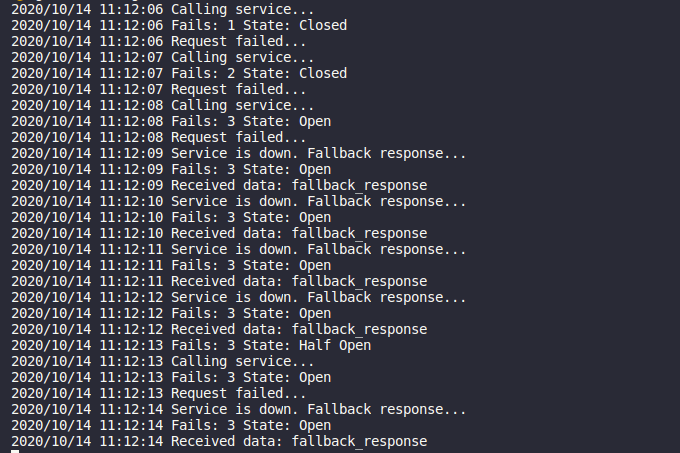 2020/10/14 11:12:06 Calling service...
2020/10/14 11:12:06 Fails: 1 State: Closed
2020/10/14 11:12:06 Request failed...
2020/10/14 11:12:07 Calling service...
2020/10/14 11:12:07 Fails: 2 State: Closed
2020/10/14 11:12:07 Request failed...
2020/10/14 11:12:08 Calling service...
2020/10/14 11:12:08 Fails: 3 State: Open
2020/10/14 11:12:08 Request failed...
2020/10/14 11:12:09 Service is down. Fallback response...
2020/10/14 11:12:09 Fails: 3 State: Open
2020/10/14 11:12:09 Received data: fallback_response
2020/10/14 11:12:10 Service is down. Fallback response...
2020/10/14 11:12:10 Fails: 3 State: Open
2020/10/14 11:12:10 Received data: fallback_response
2020/10/14 11:12:11 Service is down. Fallback response...
2020/10/14 11:12:11 Fails: 3 State: Open
2020/10/14 11:12:11 Received data: fallback_response
2020/10/14 11:12:12 Service is down. Fallback response...
2020/10/14 11:12:12 Fails: 3 State: Open
2020/10/14 11:12:12 Received data: fallback_response
2020/10/14 11:12:13 Fails: 3 State: Half Open
2020/10/14 11:12:13 Calling service...
2020/10/14 11:12:13 Fails: 3 State: Open
2020/10/14 11:12:13 Request failed...
2020/10/14 11:12:14 Service is down. Fallback response...
2020/10/14 11:12:14 Fails: 3 State: Open
2020/10/14 11:12:14 Received data: fallback_response